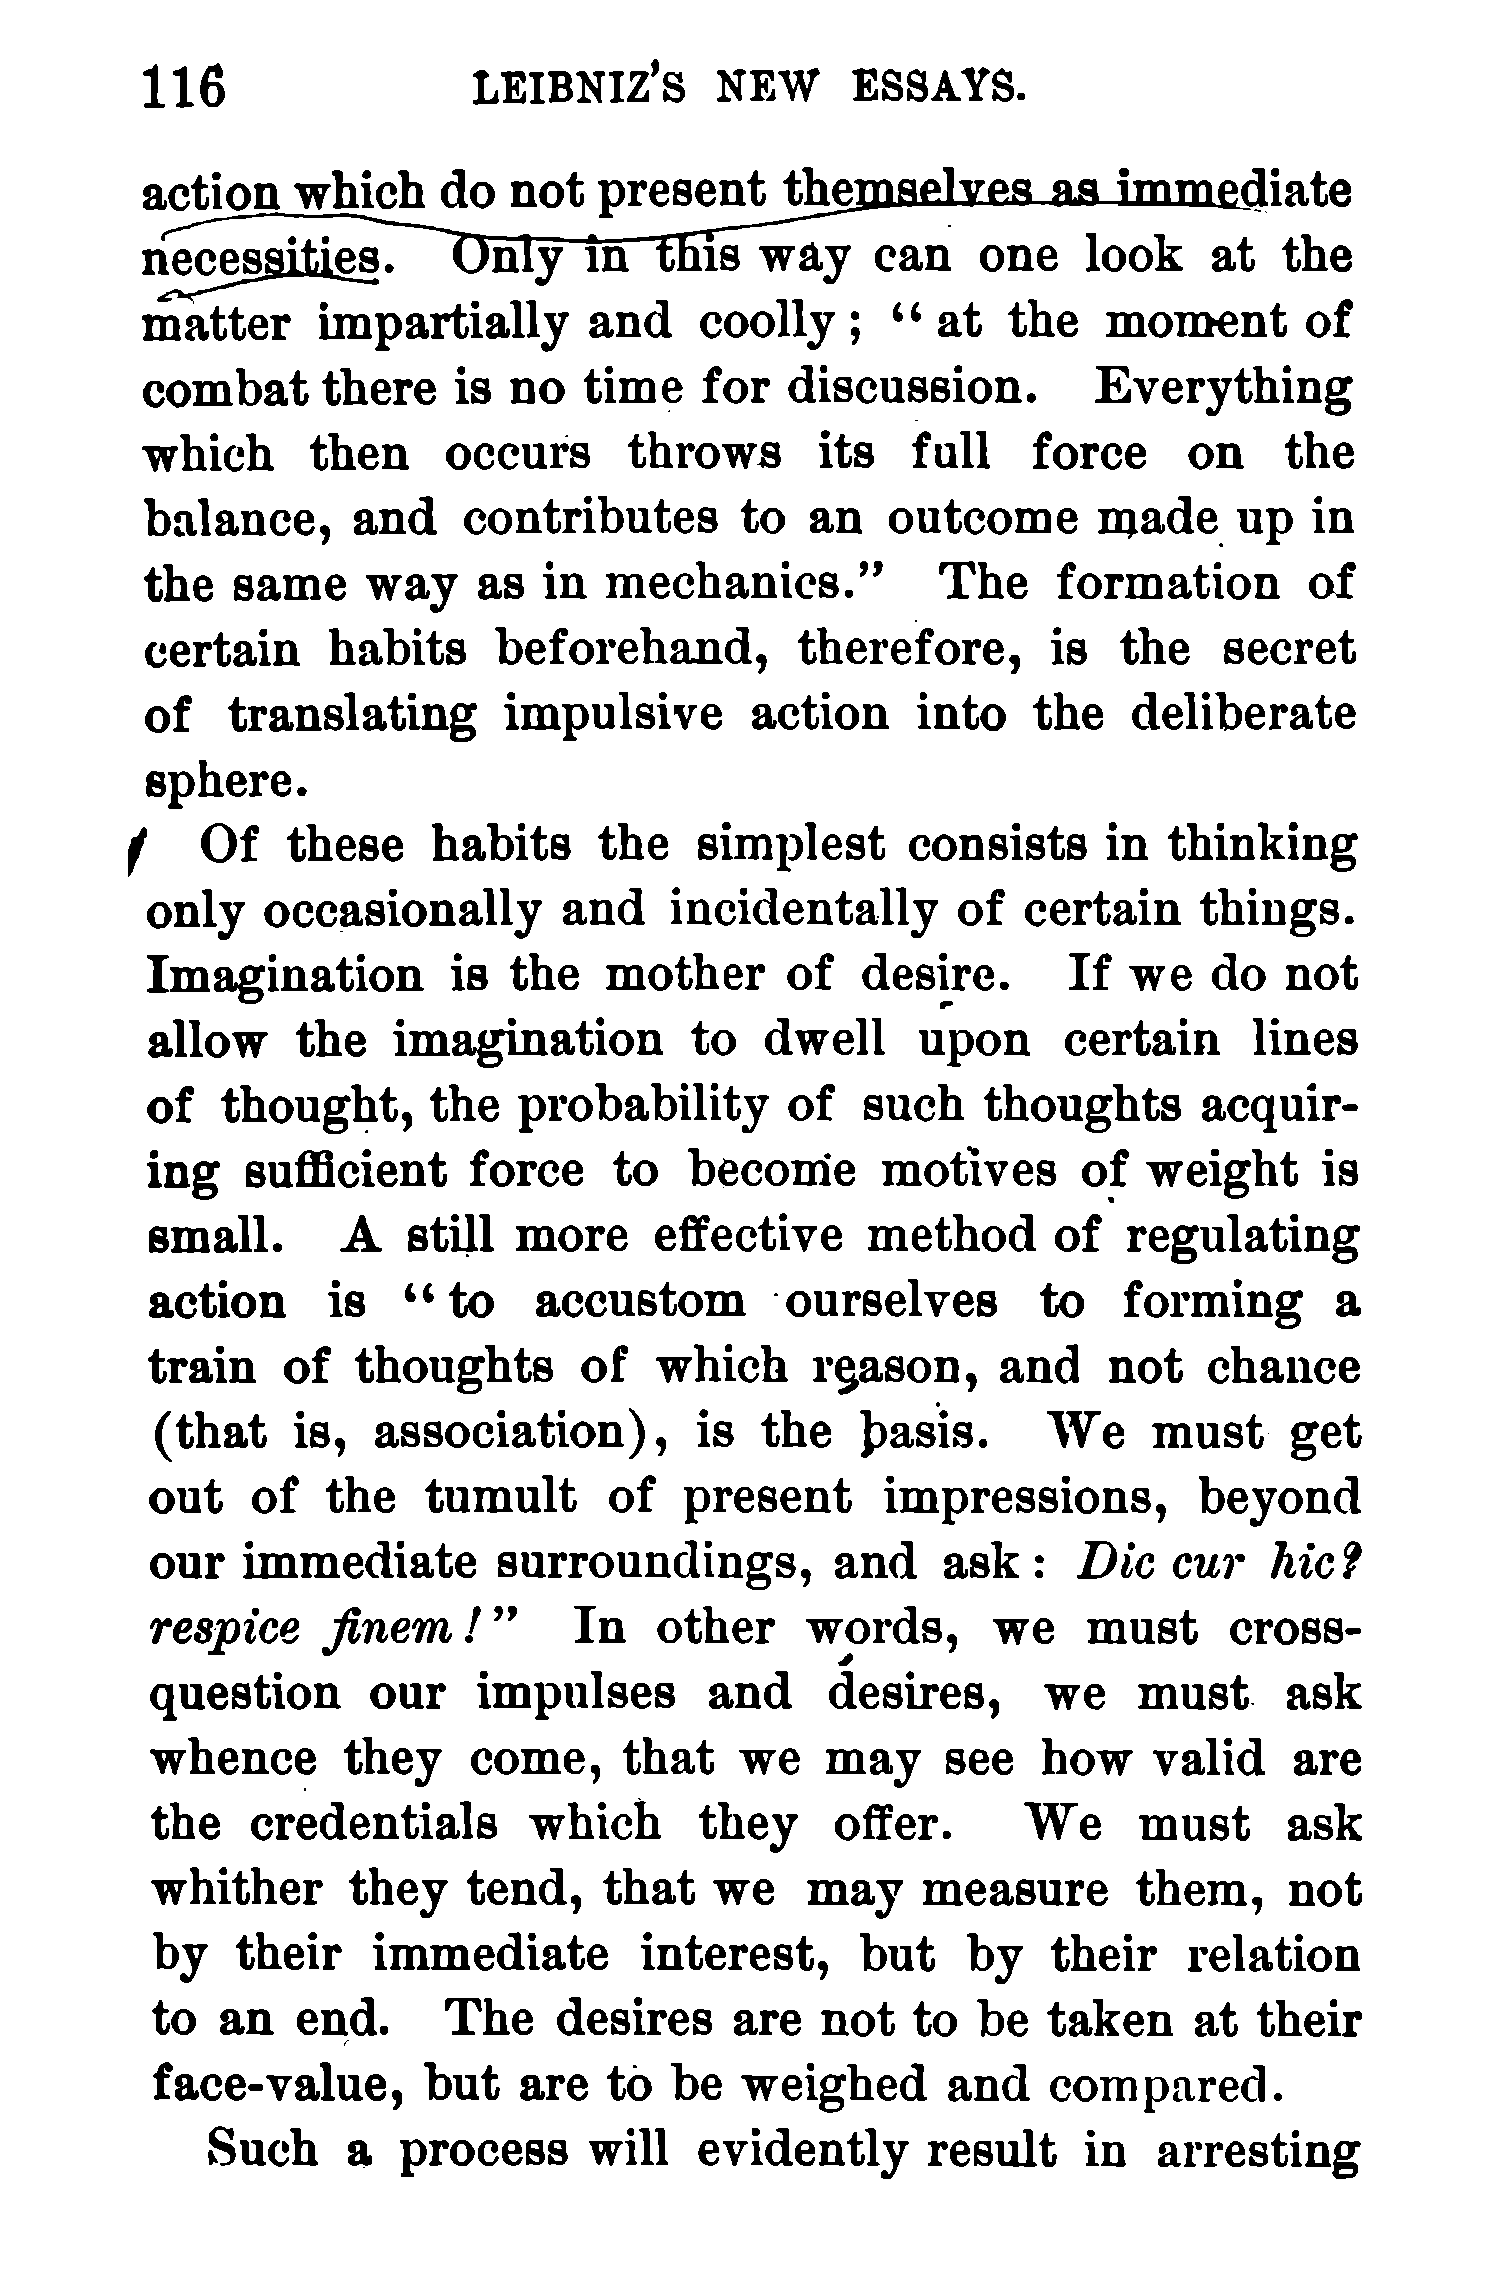 116 LEIBNIZ'S NEW ESSAYS.
action which do not present themselves as immediate
necessities. Only in this way can one look at the
matter impartially and coolly; “at the moment of
combat there is no time for discussion. Everything
which then occurs throws its full force on the
balance, and contributes to an outcome made up in
the same way as in mechanics.” The formation of
certain habits beforehand, therefore, is the secret
of translating impulsive action into the deliberate
sphere.
Of these habits the simplest consists in thinking
only occasionally and incidentally of certain things.
Imagination is the mother of desire. If we do not
allow the imagination to dwell upon certain lines
of thought, the probability of such thoughts acquir-
ing sufficient force to become motives of weight is
small. A still more effective method of regulating
action is “to accustom ourselves to forming a
train of thoughts of which reason, and not chance
(that is, association), is the basis. We must get
out of the tumult of present impressions, beyond
our immediate surroundings, and ask: Dic cur hic?
respice finem!” In other words, we must cross-
question our impulses and desires, we must ask
whence they come, that we may see how valid are
the credentials which they offer. We must ask
whither they tend, that we may measure them, not
by their immediate interest, but by their relation
to an end. The desires are not to be taken at their
face-value, but are to be weighed and compared.
Such a process will evidently result in arresting